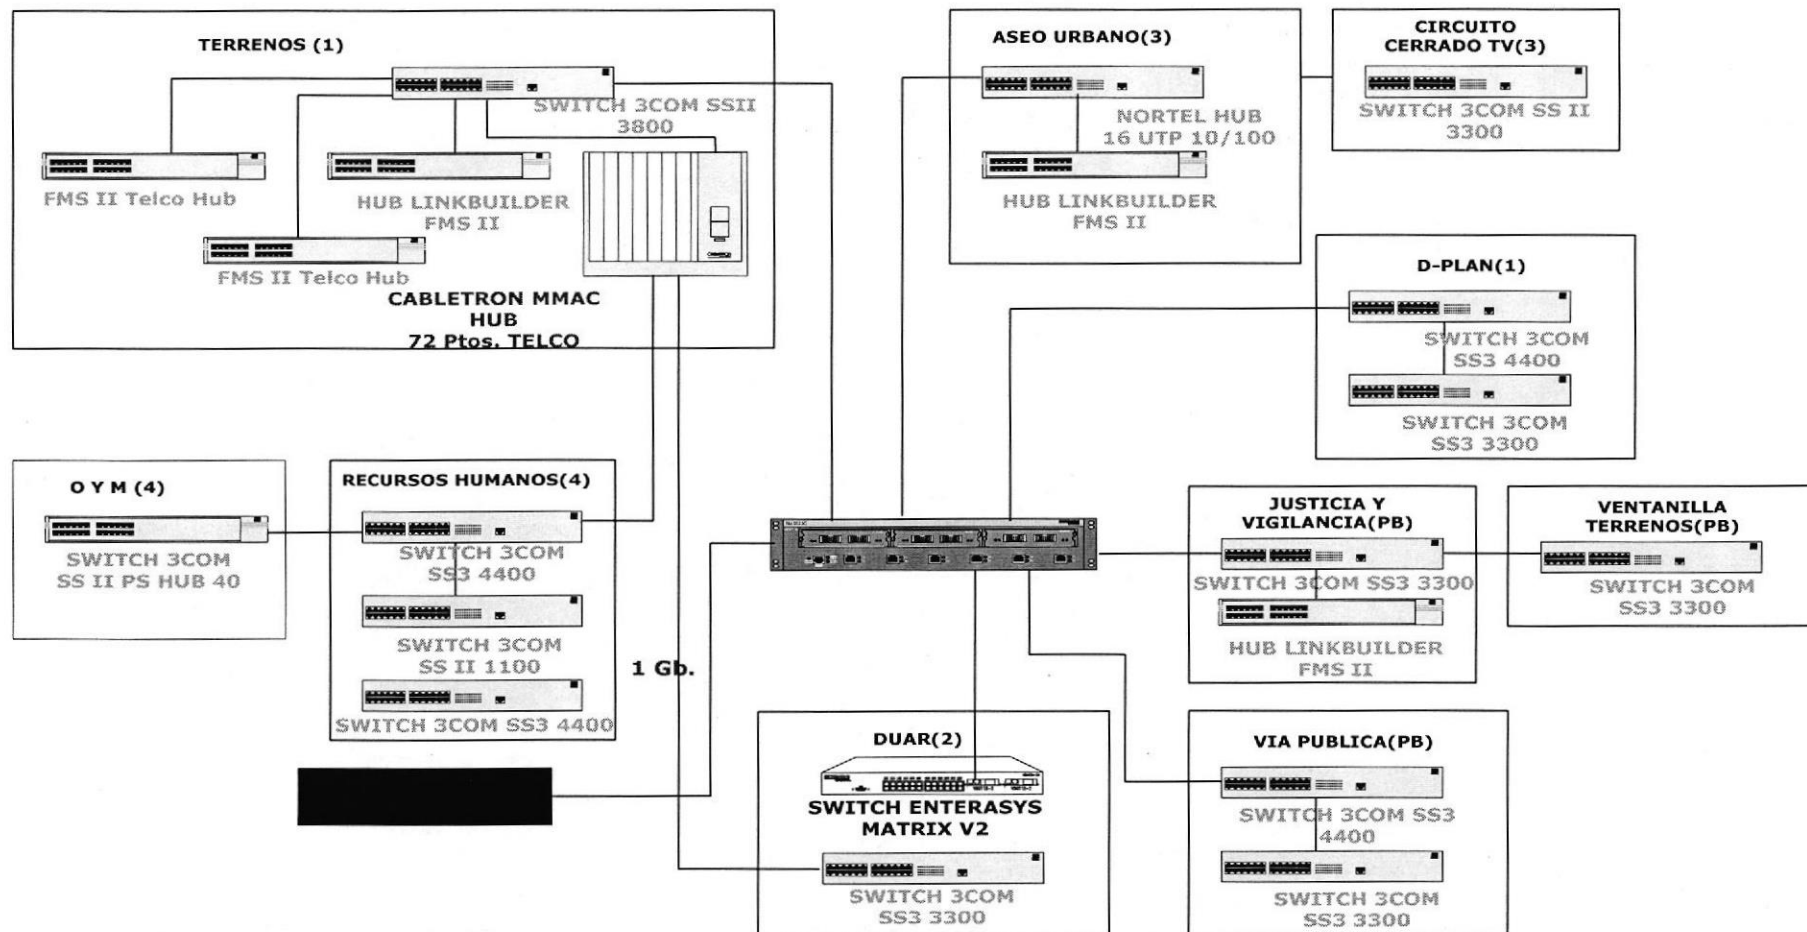 TERRENOS (1)
SWITCH 3COM SSII
3800
FMS II Telco Hub
HUB LINKBUILDER
FMS II
FMS II Telco Hub
CABLETRON MMAC
HUB
72 Ptos. TELCO
ASEO URBANO(3)
NORTEL HUB
16 UTP 10/100
HUB LINKBUILDER
FMS II
CIRCUITO
CERRADO TV(3)
SWITCH 3COM SS II
3300
D-PLAN(1)
SWITCH 3COM
SS3 4400
SWITCH 3COM
SS3 3300
O Y M (4)
SWITCH 3COM
SS II PS HUB 40
RECURSOS HUMANOS(4)
SWITCH 3COM
SS3 4400
SWITCH 3COM
SS II 1100
SWITCH 3COM SS3 4400
1 Gb.
JUSTICIA Y
VIGILANCIA(PB)
SWITCH 3COM SS3 3300
HUB LINKBUILDER
FMS II
VENTANILLA
TERRENOS(PB)
SWITCH 3COM
SS3 3300
DUAR(2)
SWITCH ENTERASYS
MATRIX V2
SWITCH 3COM
SS3 3300
VIA PUBLICA(PB)
SWITCH 3COM SS3
4400
SWITCH 3COM
SS3 3300